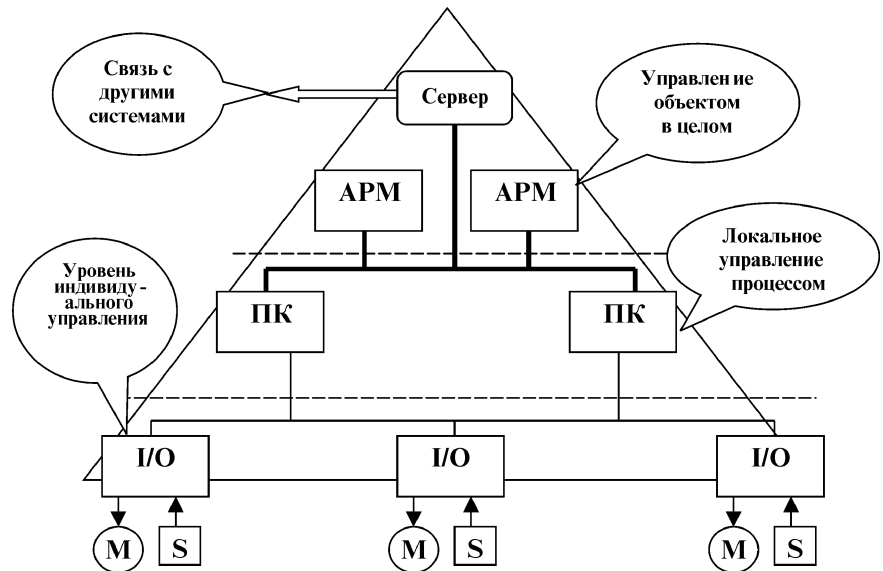 Связь с
другими
системами
Сервер
Управлен ие
объектом
в целом
АРМ
АРМ
Уровень
индивиду -
ального
управления
Локальное
управление
процессом
ПК
ПК
I/O
I/O
I/O
M
S
M
S
M
S